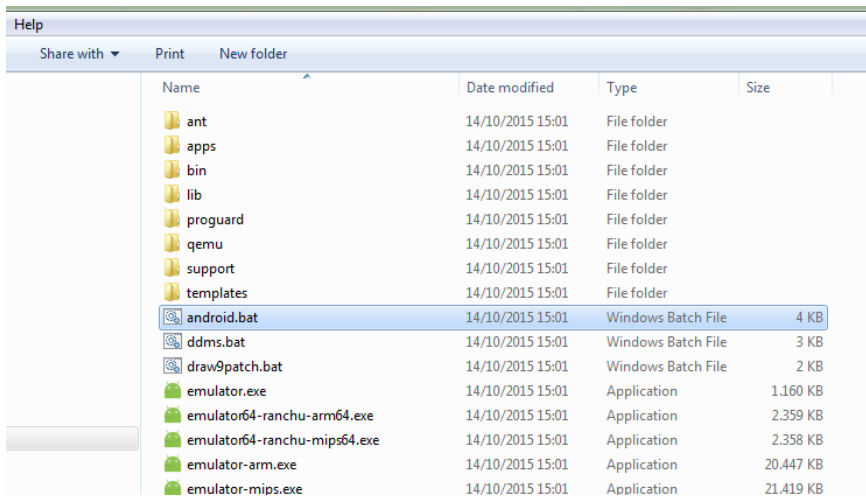 Help
Share with Print New folder
Name Date modified Type Size
ant 14/10/2015 15:01 File folder
apps 14/10/2015 15:01 File folder
bin 14/10/2015 15:01 File folder
lib 14/10/2015 15:01 File folder
proguard 14/10/2015 15:01 File folder
qemu 14/10/2015 15:01 File folder
support 14/10/2015 15:01 File folder
templates 14/10/2015 15:01 File folder
android.bat 14/10/2015 15:01 Windows Batch File 4 KB
ddms.bat 14/10/2015 15:01 Windows Batch File 3 KB
draw9patch.bat 14/10/2015 15:01 Windows Batch File 2 KB
emulator.exe 14/10/2015 15:01 Application 1.160 KB
emulator64-ranchu-arm64.exe 14/10/2015 15:01 Application 2.359 KB
emulator64-ranchu-mips64.exe 14/10/2015 15:01 Application 2.358 KB
emulator-arm.exe 14/10/2015 15:01 Application 20.447 KB
emulator-mips.exe 14/10/2015 15:01 Application 21.419 KB